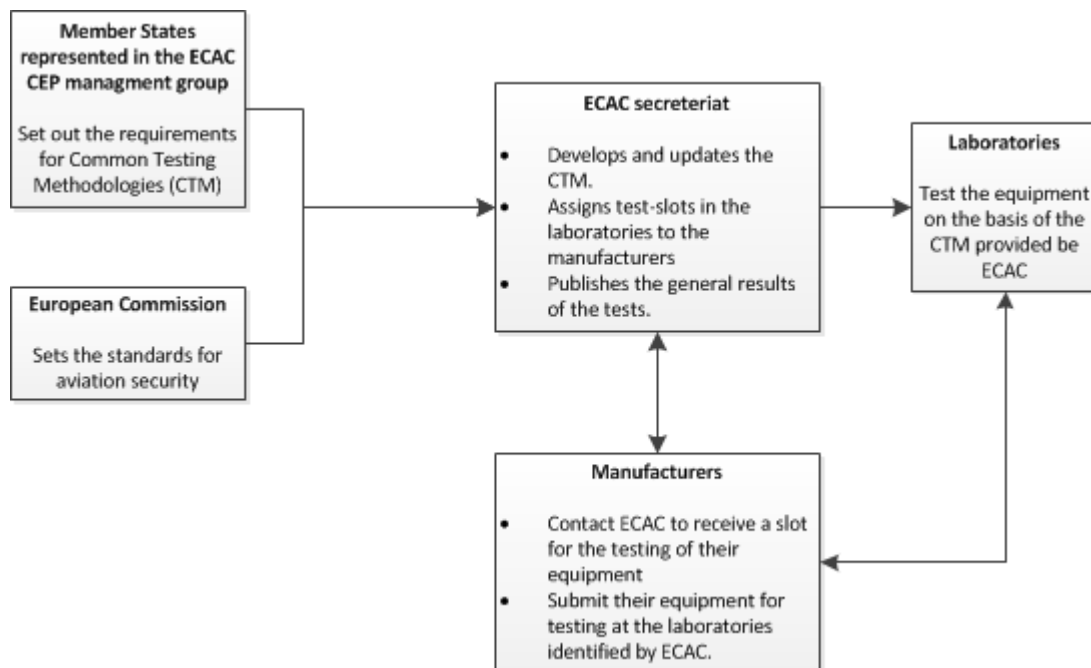 Member States
represented in the ECAC
CEP managment group
Set out the requirements
for Common Testing
Methodologies (CTM)
European Commission
Sets the standards for
aviation security
ECAC secreteriat
• Develops and updates the
CTM.
• Assigns test-slots in the
laboratories to the
manufacturers
• Publishes the general results
of the tests.
Laboratories
Test the equipment
on the basis of the
CTM provided be
ECAC
Manufacturers
• Contact ECAC to receive a slot
for the testing of their
equipment
• Submit their equipment for
testing at the laboratories
identified by ECAC.